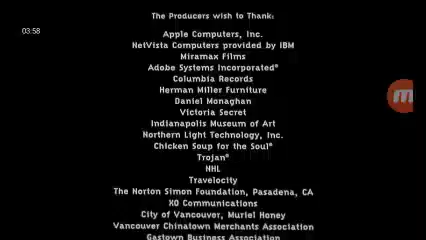 The Producers wish to Thank:
03:58
Apple Computers, Inc.
NetVista Computers provided by IBM
Miramax Films
Adobe Systems Incorporated®
Columbia Records
Herman Miller Furniture
Daniel Monaghan
Victoria Secret
Indianapolis Museum of Art
Northern Light Technology, Inc.
Chicken Soup for the Soul®
Trojan®
NHL
Travelocity
The Norton Simon Foundation, Pasadena, CA
XO Communications
City of Vancouver, Muriel Honey
Vancouver Chinatown Merchants Association
Gastown Business Association